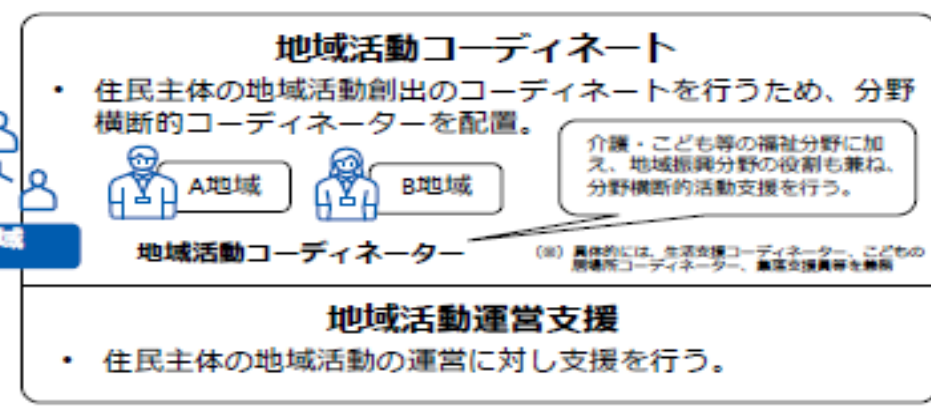 地域活動コーディネート
• 住民主体の地域活動創出のコーディネートを行うため、分野
横断的コーディネーターを配置。
介護・こども等の福祉分野に加
え、地域振興分野の役割も兼ね、
分野横断的活動支援を行う。
A地域
B地域
域
地域活動コーディネーター
(※) 具体的には、生活支援コーディネーター、こどもの
居場所コーディネーター、集落支援員等を兼務
地域活動運営支援
• 住民主体の地域活動の運営に対し支援を行う。